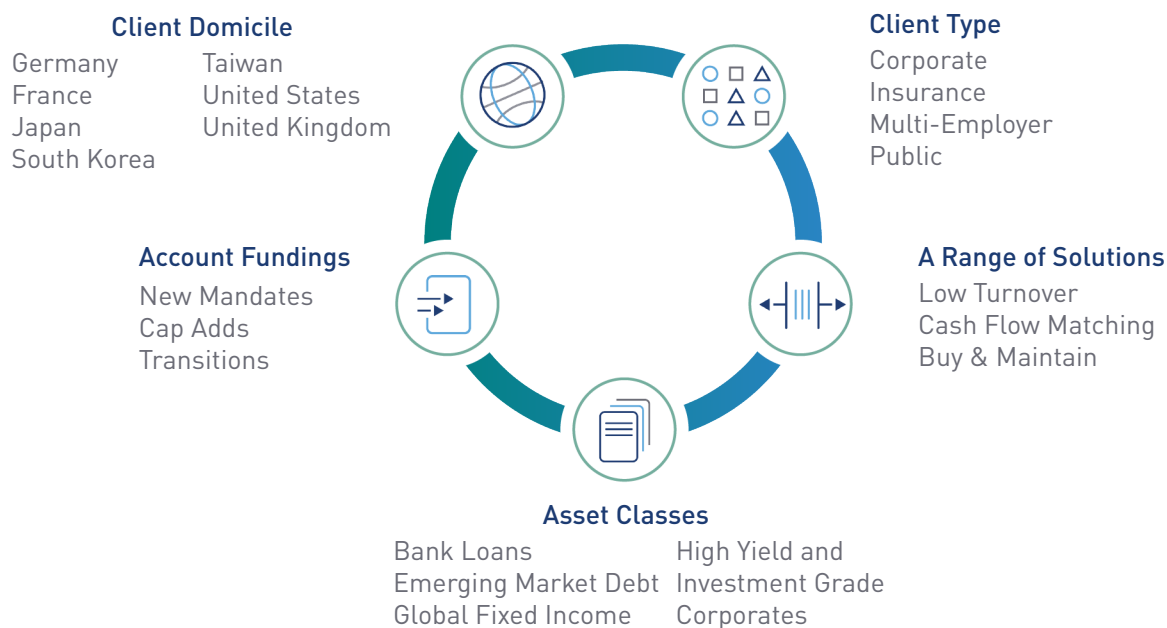 Client Domicile
Germany
France
Japan
South Korea
Taiwan
United States
United Kingdom
Client Type
Corporate
Insurance
Multi-Employer
Public
Account Fundings
New Mandates
Cap Adds
Transitions
A Range of Solutions
Low Turnover
Cash Flow Matching
Buy & Maintain
Asset Classes
Bank Loans
Emerging Market Debt
Global Fixed Income
High Yield and
Investment Grade
Corporates